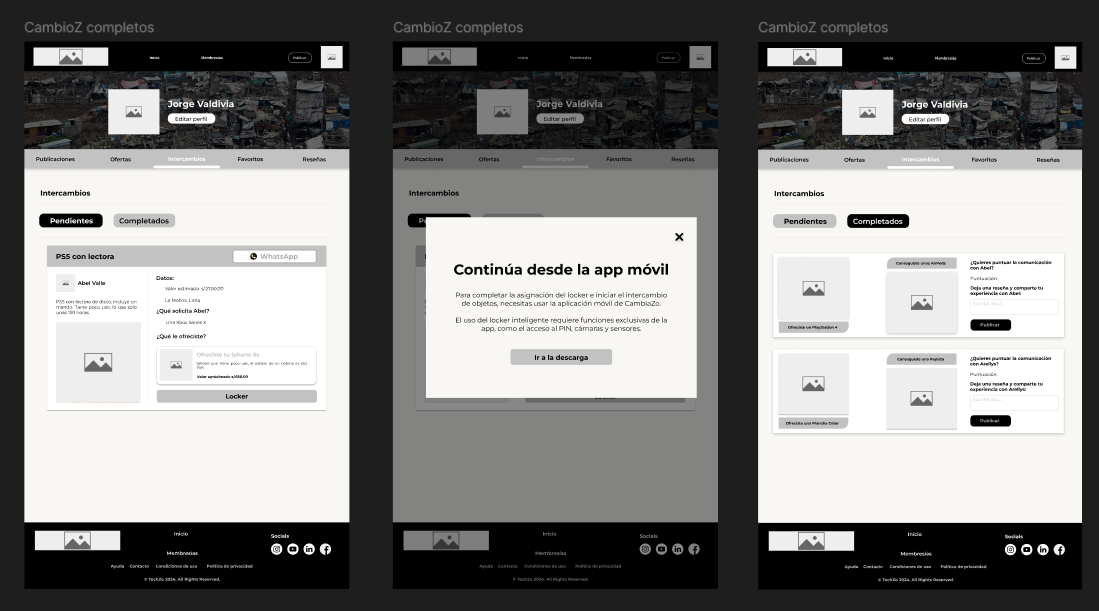 CambioZ completos
Inicio
Membresías
Publicar
Jorge Valdivia
Editar perfil
Publicaciones
Ofertas
Intercambios
Favoritos
Reseñas
Intercambios
Pendientes
Completados
PS5 con lectora
WhatsApp
Abel Valle
PS5 con lectora de disco, incluye un
mando. Tiene poco uso, lo use solo
unas 150 horas.
Datos:
Valor estimado: s/2700.00
La Molina, Lima
¿Qué solicita Abel?
Una Xbox Series X
¿Qué le ofreciste?
Ofreciste tu Iphone 8s
Iphone que tiene poco uso, el estado de mi batería es del
Locker
Inicio
Membresías
Socials
Ayuda
Contacto
Condiciones de uso
Política de privacidad
© TechZo 2024. All Rights Reserved.
CambioZ completos
Inicio
Membresías
Publicar
Jorge Valdivia
Editar perfil
Publicaciones
Ofertas
Intercambios
Favoritos
Reseñas
Intercambios
Continúa desde la app móvil
Para completar la asignación del locker e iniciar el intercambio
de objetos, necesitas usar la aplicación móvil de CambiaZo.
El uso del locker inteligente requiere funciones exclusivas de la
app, como el acceso al PIN, cámaras y sensores.
Ir a la descarga
Inicio
Membresías
Socials
Ayuda
Contacto
Condiciones de uso
Política de privacidad
© TechZo 2024. All Rights Reserved.
CambioZ completos
Inicio
Membresías
Publicar
Jorge Valdivia
Editar perfil
Publicaciones
Ofertas
Intercambios
Favoritos
Reseñas
Intercambios
Pendientes
Completados
Conseguiste unos AirPods
Ofreciste un PlayStation 4
¿Quieres puntuar la comunicación
con Abel?
Puntuación:
Deja una reseña y comparte tu
experiencia con Abel:
Escribe aquí...
Publicar
Conseguiste una Repisa
Ofreciste una Plancha Oster
¿Quieres puntuar la comunicación
con Arellys?
Puntuación:
Deja una reseña y comparte tu
experiencia con Arellys:
Escribe aquí...
Publicar
Inicio
Membresías
Socials
Ayuda
Contacto
Condiciones de uso
Política de privacidad
© TechZo 2024. All Rights Reserved.